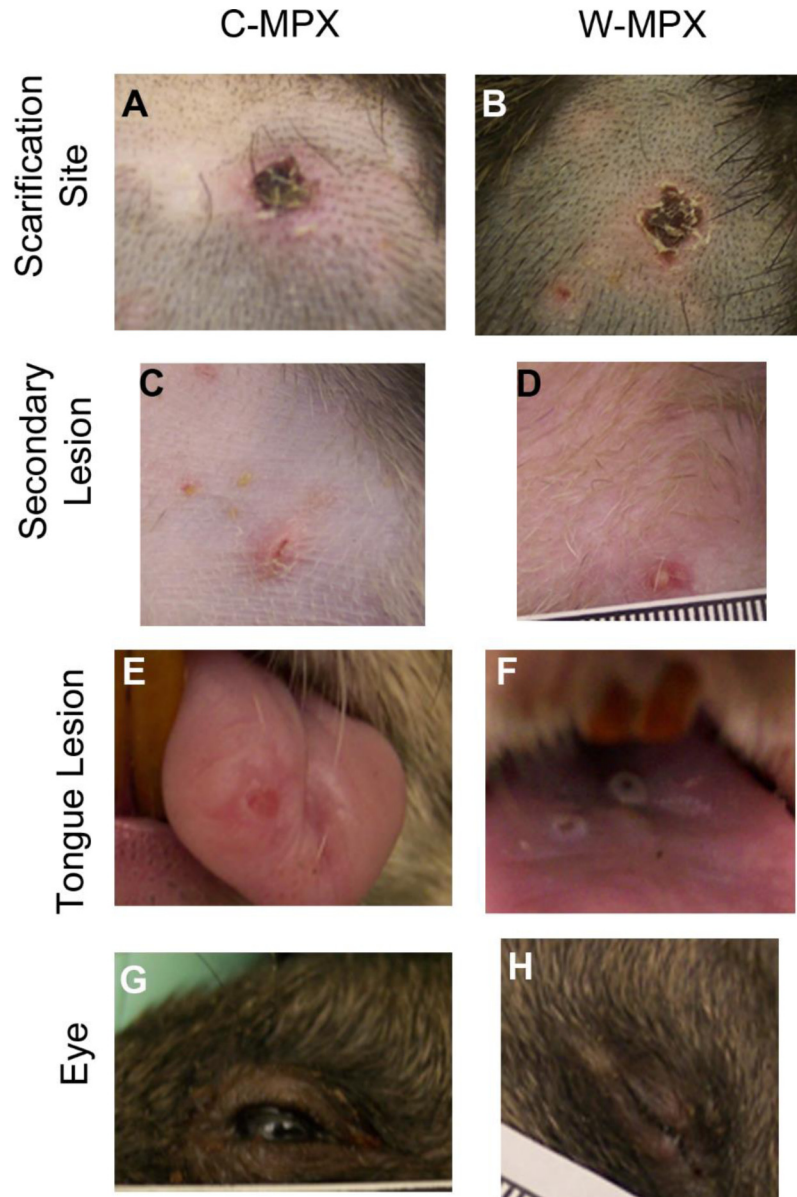 C-MPX
W-MPX
Scarification
Site
A
B
Secondary
Lesion
C
D
Tongue Lesion
E
F
Eye
G
H